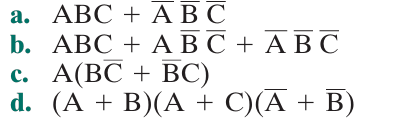 a. ABC + A̅ B̅ C̅
b. ABC + A B̅ C̅ + A̅ B̅ C̅
c. A(BC̅ + B̅C)
d. (A + B)(A + C)(A̅ + B̅)